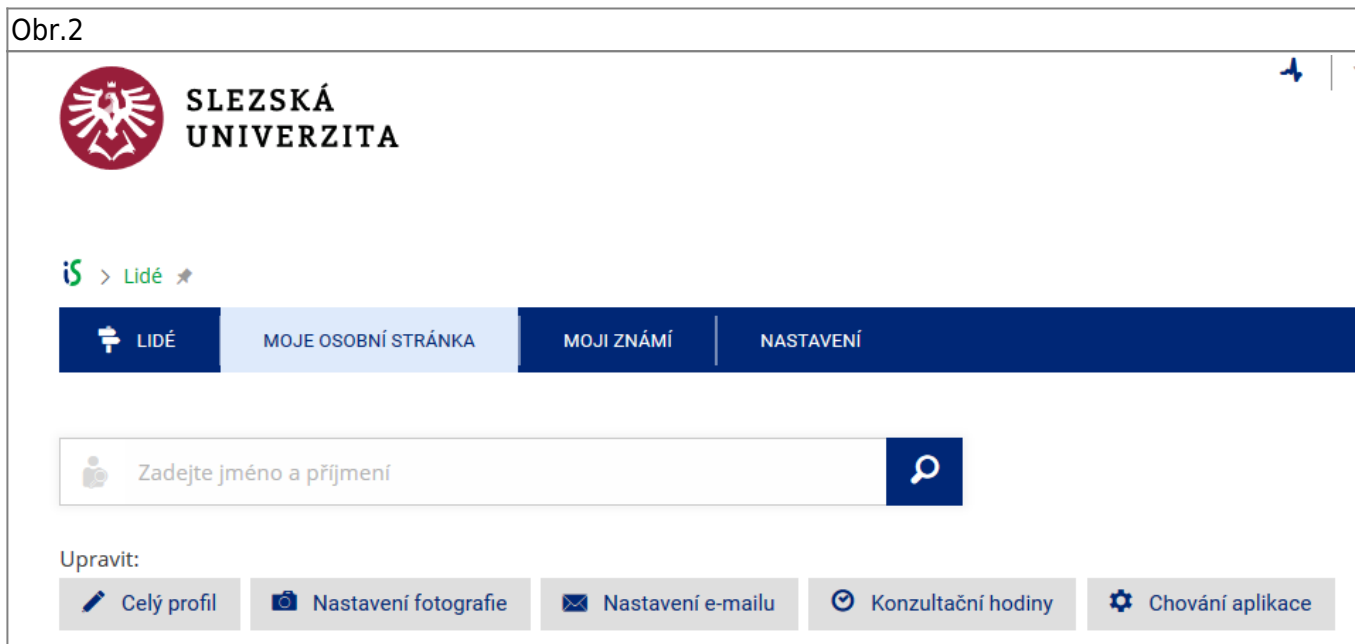 Obr.2
SLEZSKÁ
UNIVERZITA
iS > Lidé
LIDÉ MOJE OSOBNÍ STRÁNKA MOJI ZNÁMÍ NASTAVENÍ
Zadejte jméno a příjmení
Upravit:
Celý profil Nastavení fotografie Nastavení e-mailu Konzultační hodiny Chování aplikace